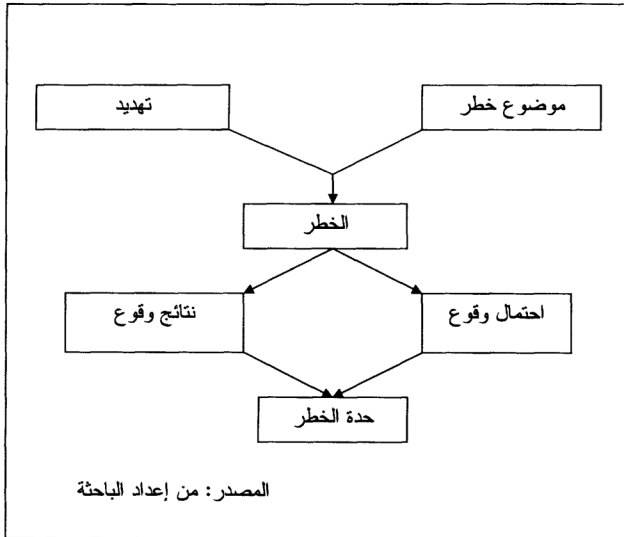 موضوع خطر
تهديد
الخطر
احتمال وقوع
نتائج وقوع
حدة الخطر
المصدر: من إعداد الباحثة